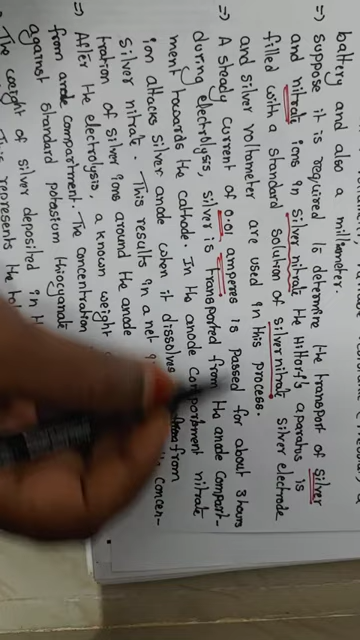 battery and also a millimeter.
=> Suppose it is required to determine the transport of silver
and nitrate ions in silver nitrate the Hittorf's apparatus is
filled with a standard solution of silver nitrate silver electrode
and silver voltameter are used in this process.
=> A steady current of 0.01 amperes is passed for about 3 hours
during electrolysis, silver is transported from the anode compart-
ment towards the cathode. In the anode compartment nitrate
ion attacks silver anode when it dissolves from
silver nitrate. This results in a net concen-
tration of silver ions around the anode
=> After the electrolysis, a known weight
from anode compartment. The concentration
against standard potassium thiocyanate
The weight of silver deposited in
This represents the